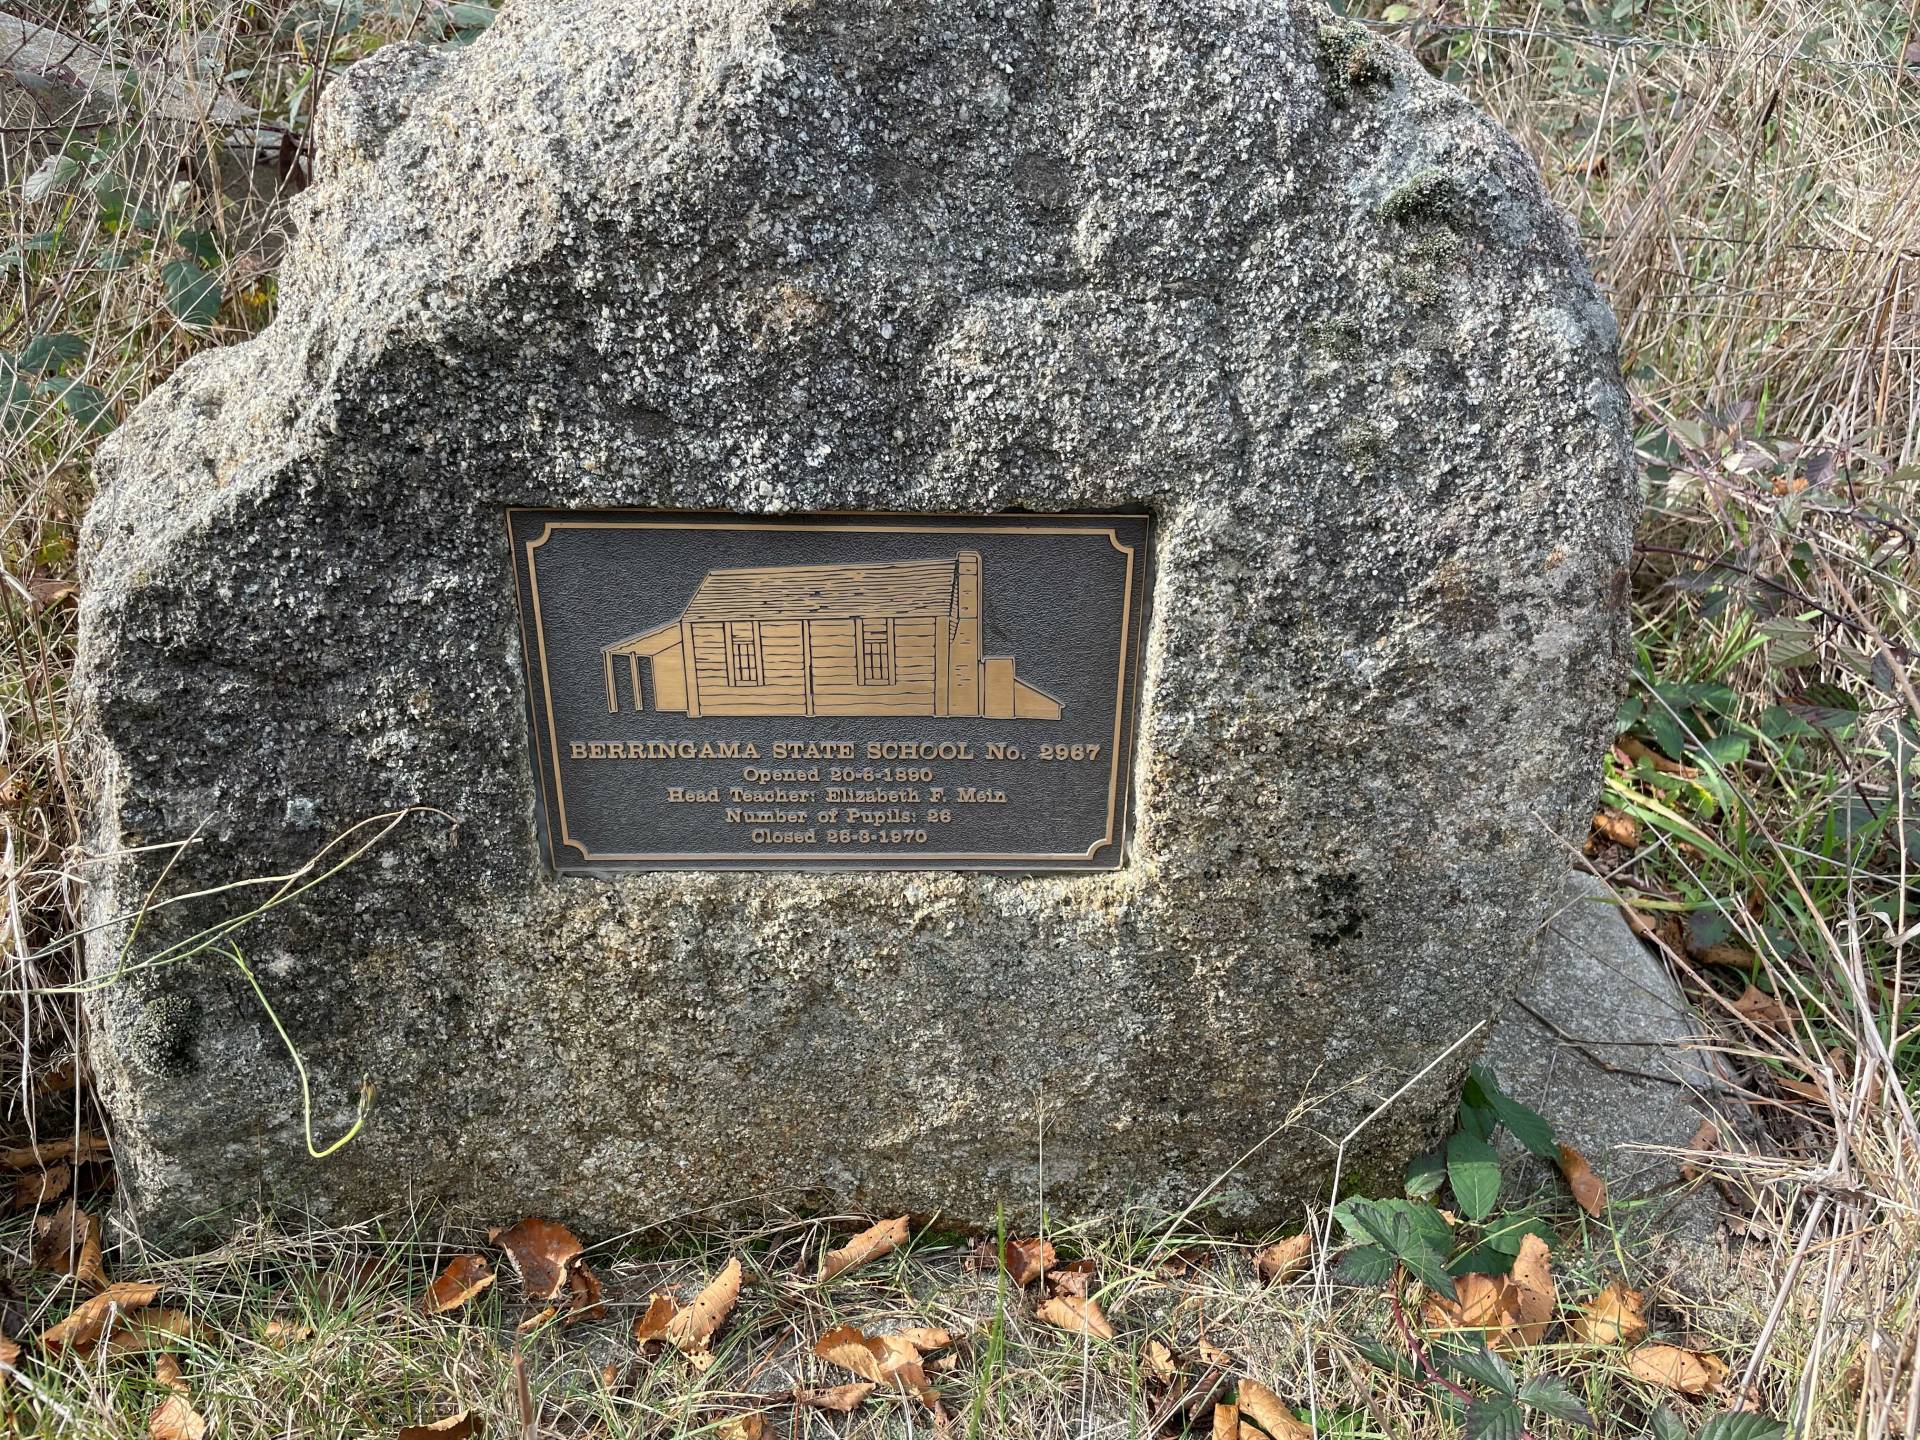 BERRINGAMA STATE SCHOOL No. 2967
Opened 20-6-1890
Head Teacher: Elizabeth F. Mein
Number of Pupils: 26
Closed 26-3-1970